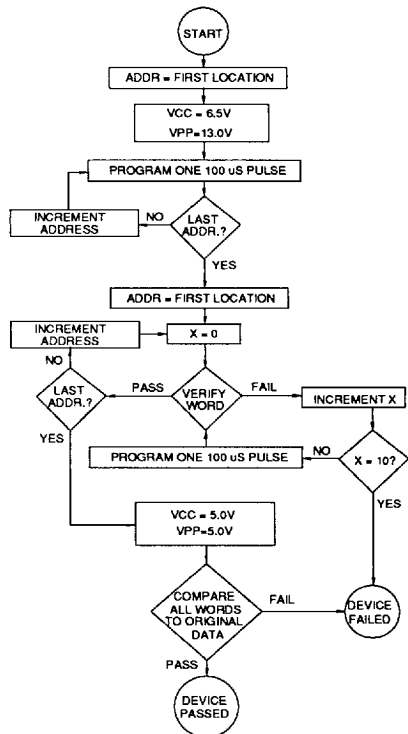 START
ADDR = FIRST LOCATION
VCC = 6.5V
VPP=13.0V
PROGRAM ONE 100 uS PULSE
INCREMENT
ADDRESS
NO
LAST
ADDR.?
YES
ADDR = FIRST LOCATION
INCREMENT
ADDRESS
X = 0
NO
LAST
ADDR.?
PASS
VERIFY
WORD
FAIL
INCREMENT X
YES
PROGRAM ONE 100 uS PULSE
NO
X = 10?
YES
VCC = 5.0V
VPP=5.0V
COMPARE
ALL WORDS
TO ORIGINAL
DATA
FAIL
DEVICE
FAILED
PASS
DEVICE
PASSED